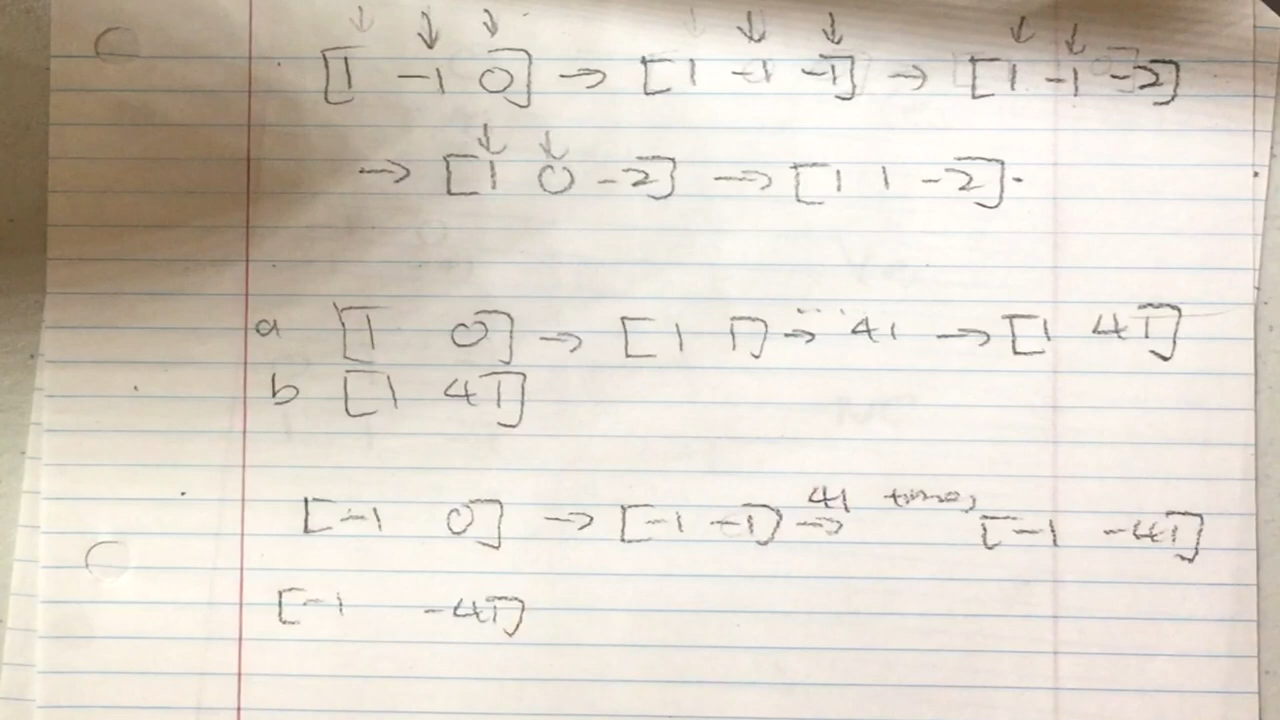 ↓ ↓ ↓ ↓ ↓ ↓ ↓
[1 -1 0] → [1 -1 -1] → [1 -1 -2]
↓ ↓
→ [1 0 -2] → [1 1 -2].
a [1 0] → [1 1] → ... 41 → [1 41]
b [1 41]
41 times
[-1 0] → [-1 -1] → [-1 -41]
[-1 -41]